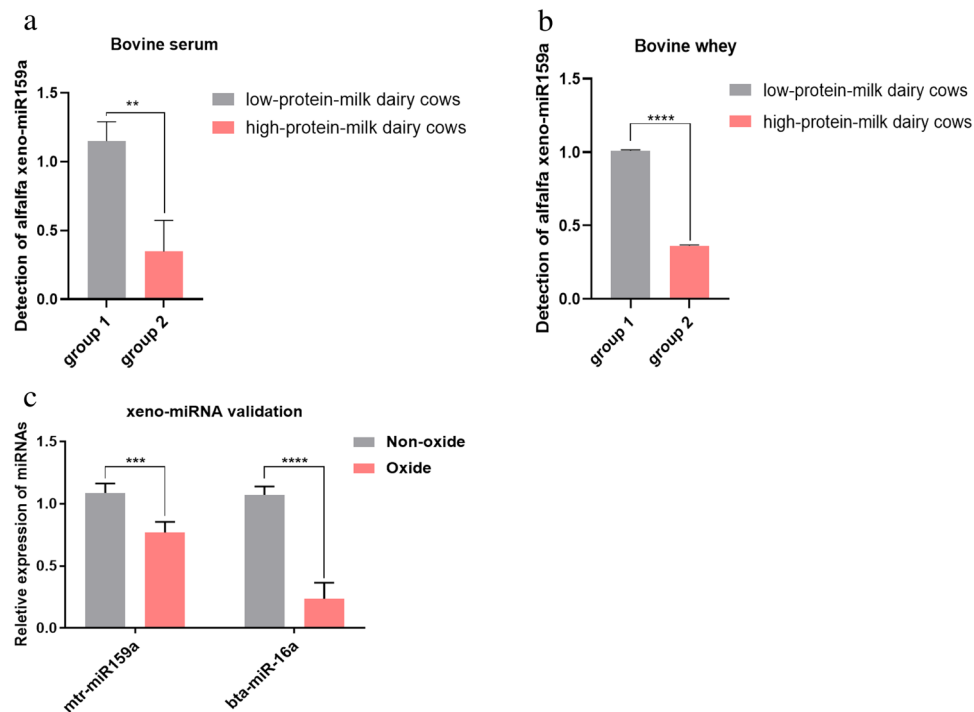 a
Bovine serum
Detection of alfalfa xeno-miR159a
1.5
1.0
0.5
0.0
**
group 1
group 2
low-protein-milk dairy cows
high-protein-milk dairy cows
b
Bovine whey
Detection of alfalfa xeno-miR159a
1.5
1.0
0.5
0.0
****
group 1
group 2
low-protein-milk dairy cows
high-protein-milk dairy cows
c
xeno-miRNA validation
Reletive expression of miRNAs
1.5
1.0
0.5
0.0
***
****
mtr-miR159a
bta-miR-16a
Non-oxide
Oxide